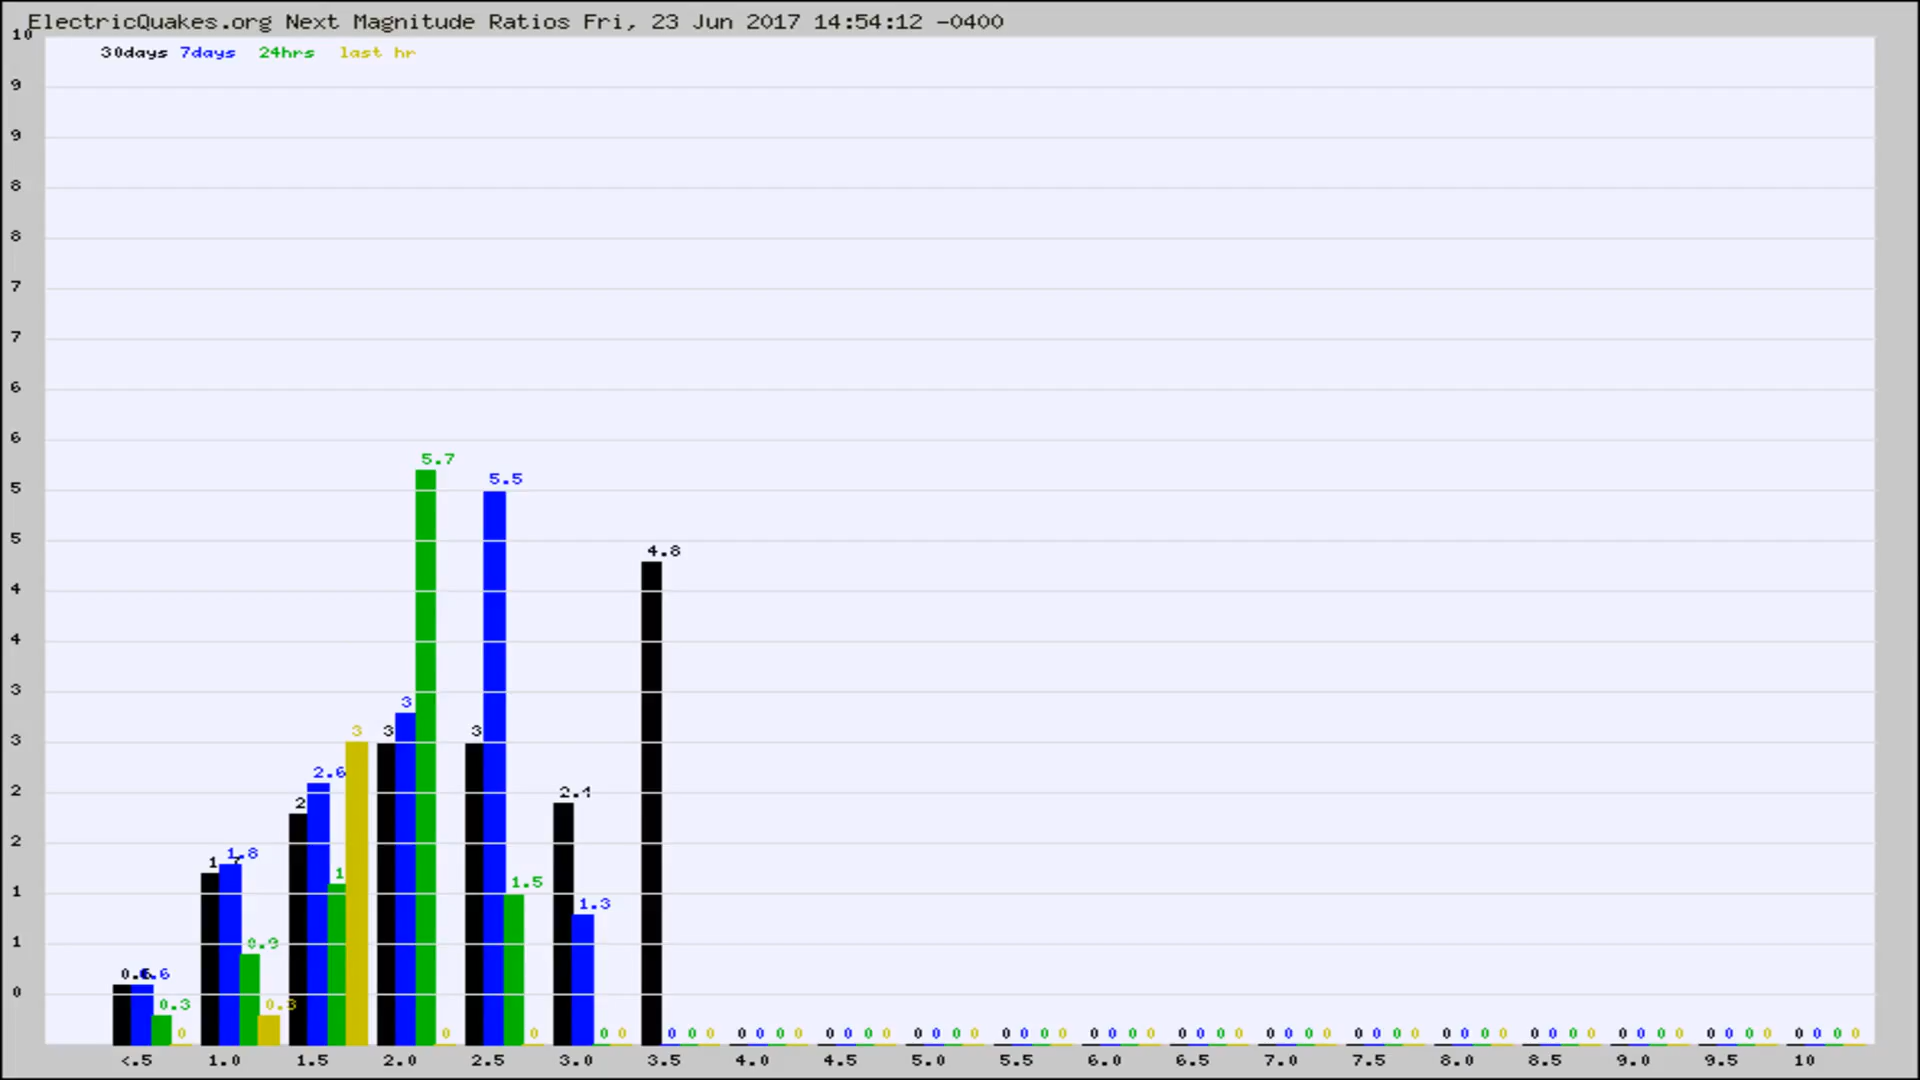 ElectricQuakes.org Next Magnitude Ratios Fri, 23 Jun 2017 14:54:12 -0400
30days 7days 24hrs last hr
10
9
9
8
8
7
7
6
6
5
5
4
4
3
3
2
2
1
1
0
0.6 0.3 0
1 1.8 0.9 0.3
2 2.6 1 3
3 3 5.7 0
3 5.5 1.5 0
2.4 1.3 0 0
4.8 0 0 0
0 0 0 0
0 0 0 0
0 0 0 0
0 0 0 0
0 0 0 0
0 0 0 0
0 0 0 0
0 0 0 0
0 0 0 0
0 0 0 0
0 0 0 0
0 0 0 0
0 0 0 0
<.5 1.0 1.5 2.0 2.5 3.0 3.5 4.0 4.5 5.0 5.5 6.0 6.5 7.0 7.5 8.0 8.5 9.0 9.5 10